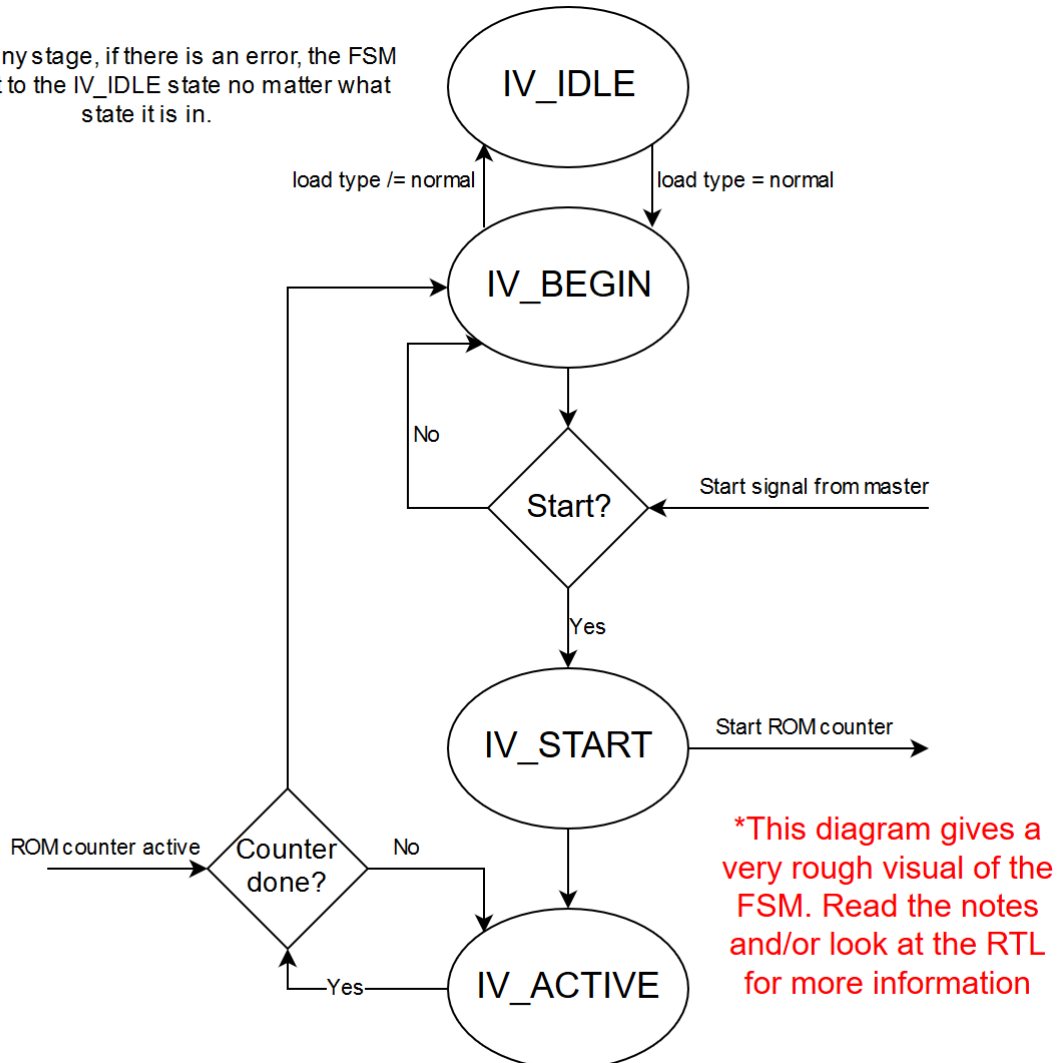 ny stage, if there is an error, the FSM
IV_IDLE
t to the IV_IDLE state no matter what
state it is in.
load type /= normal
load type = normal
IV_BEGIN
No
Start signal from master
Start?
Yes
IV_START
Start ROM counter
*This diagram gives a
very rough visual of the
FSM. Read the notes
and/or look at the RTL
for more information
ROM counter active
Counter
done?
No
Yes
IV_ACTIVE